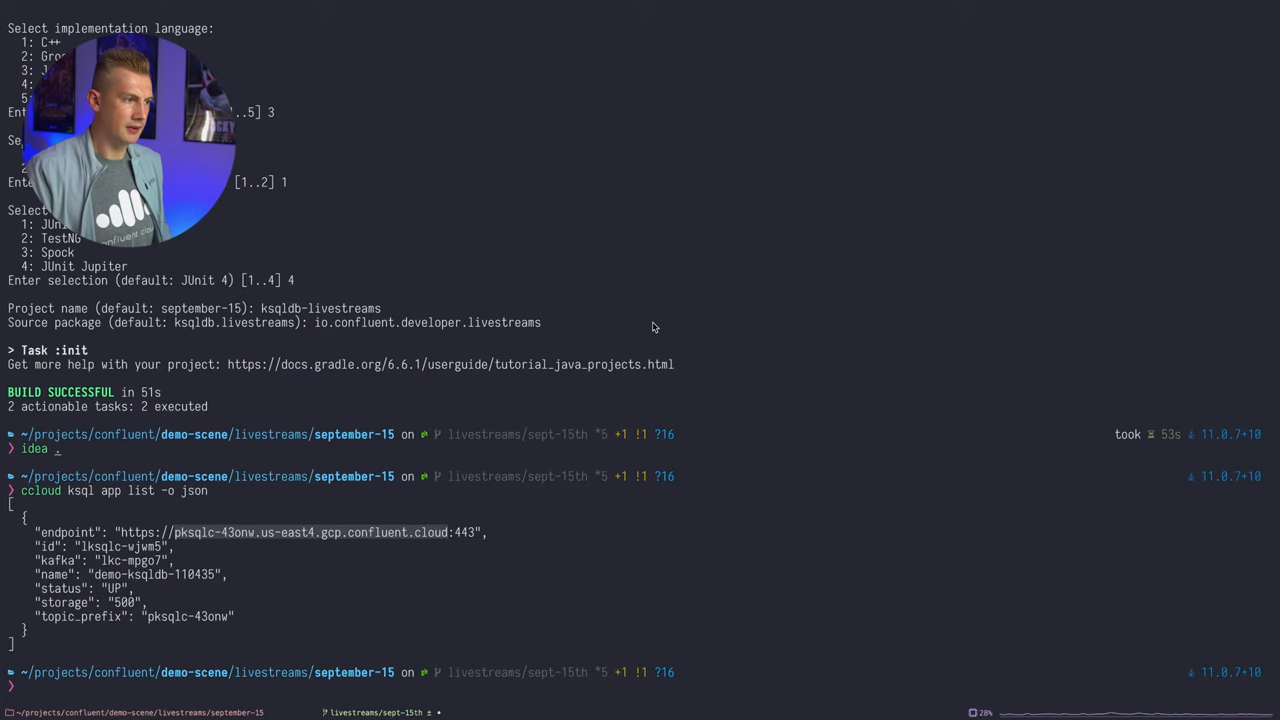 Select implementation language:
1: C++
2: Gro
3: J
4:
5
Ent ..5] 3
Se
2
Ente [1..2] 1
Select
1: JUni
2: TestNG
3: Spock
4: JUnit Jupiter
Enter selection (default: JUnit 4) [1..4] 4
Project name (default: september-15): ksqldb-livestreams
Source package (default: ksqldb.livestreams): io.confluent.developer.livestreams
> Task :init
Get more help with your project: https://docs.gradle.org/6.6.1/userguide/tutorial_java_projects.html
BUILD SUCCESSFUL in 51s
2 actionable tasks: 2 executed
~/projects/confluent/demo-scene/livestreams/september-15 on livestreams/sept-15th *5 +1 !1 ?16 took 53s 11.0.7+10
❯ idea .
~/projects/confluent/demo-scene/livestreams/september-15 on livestreams/sept-15th *5 +1 !1 ?16 11.0.7+10
❯ ccloud ksql app list -o json
[
{
"endpoint": "https://pksqlc-43onw.us-east4.gcp.confluent.cloud:443",
"id": "lksqlc-wjwm5",
"kafka": "lkc-mpgo7",
"name": "demo-ksqldb-110435",
"status": "UP",
"storage": "500",
"topic_prefix": "pksqlc-43onw"
}
]
~/projects/confluent/demo-scene/livestreams/september-15 on livestreams/sept-15th *5 +1 !1 ?16 11.0.7+10
❯
~/projects/confluent/demo-scene/livestreams/september-15 livestreams/sept-15th ± • 28%
confluent cloud